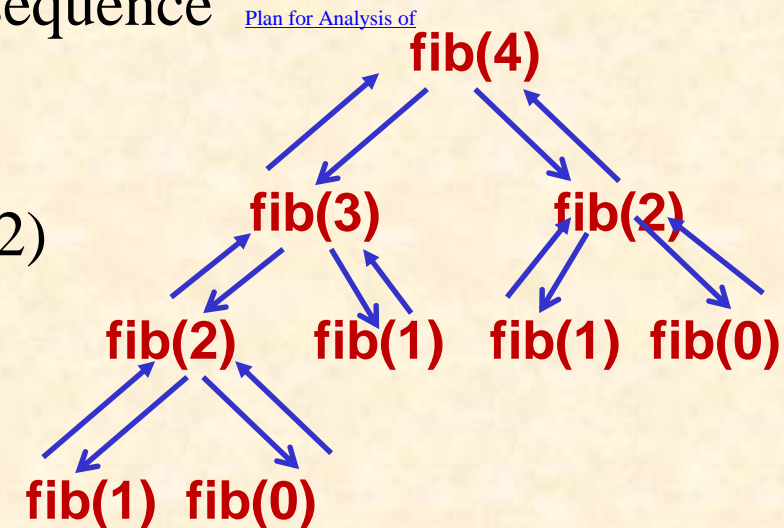 equence Plan for Analysis of
fib(4)
2) fib(3) fib(2)
fib(2) fib(1) fib(1) fib(0)
fib(1) fib(0)